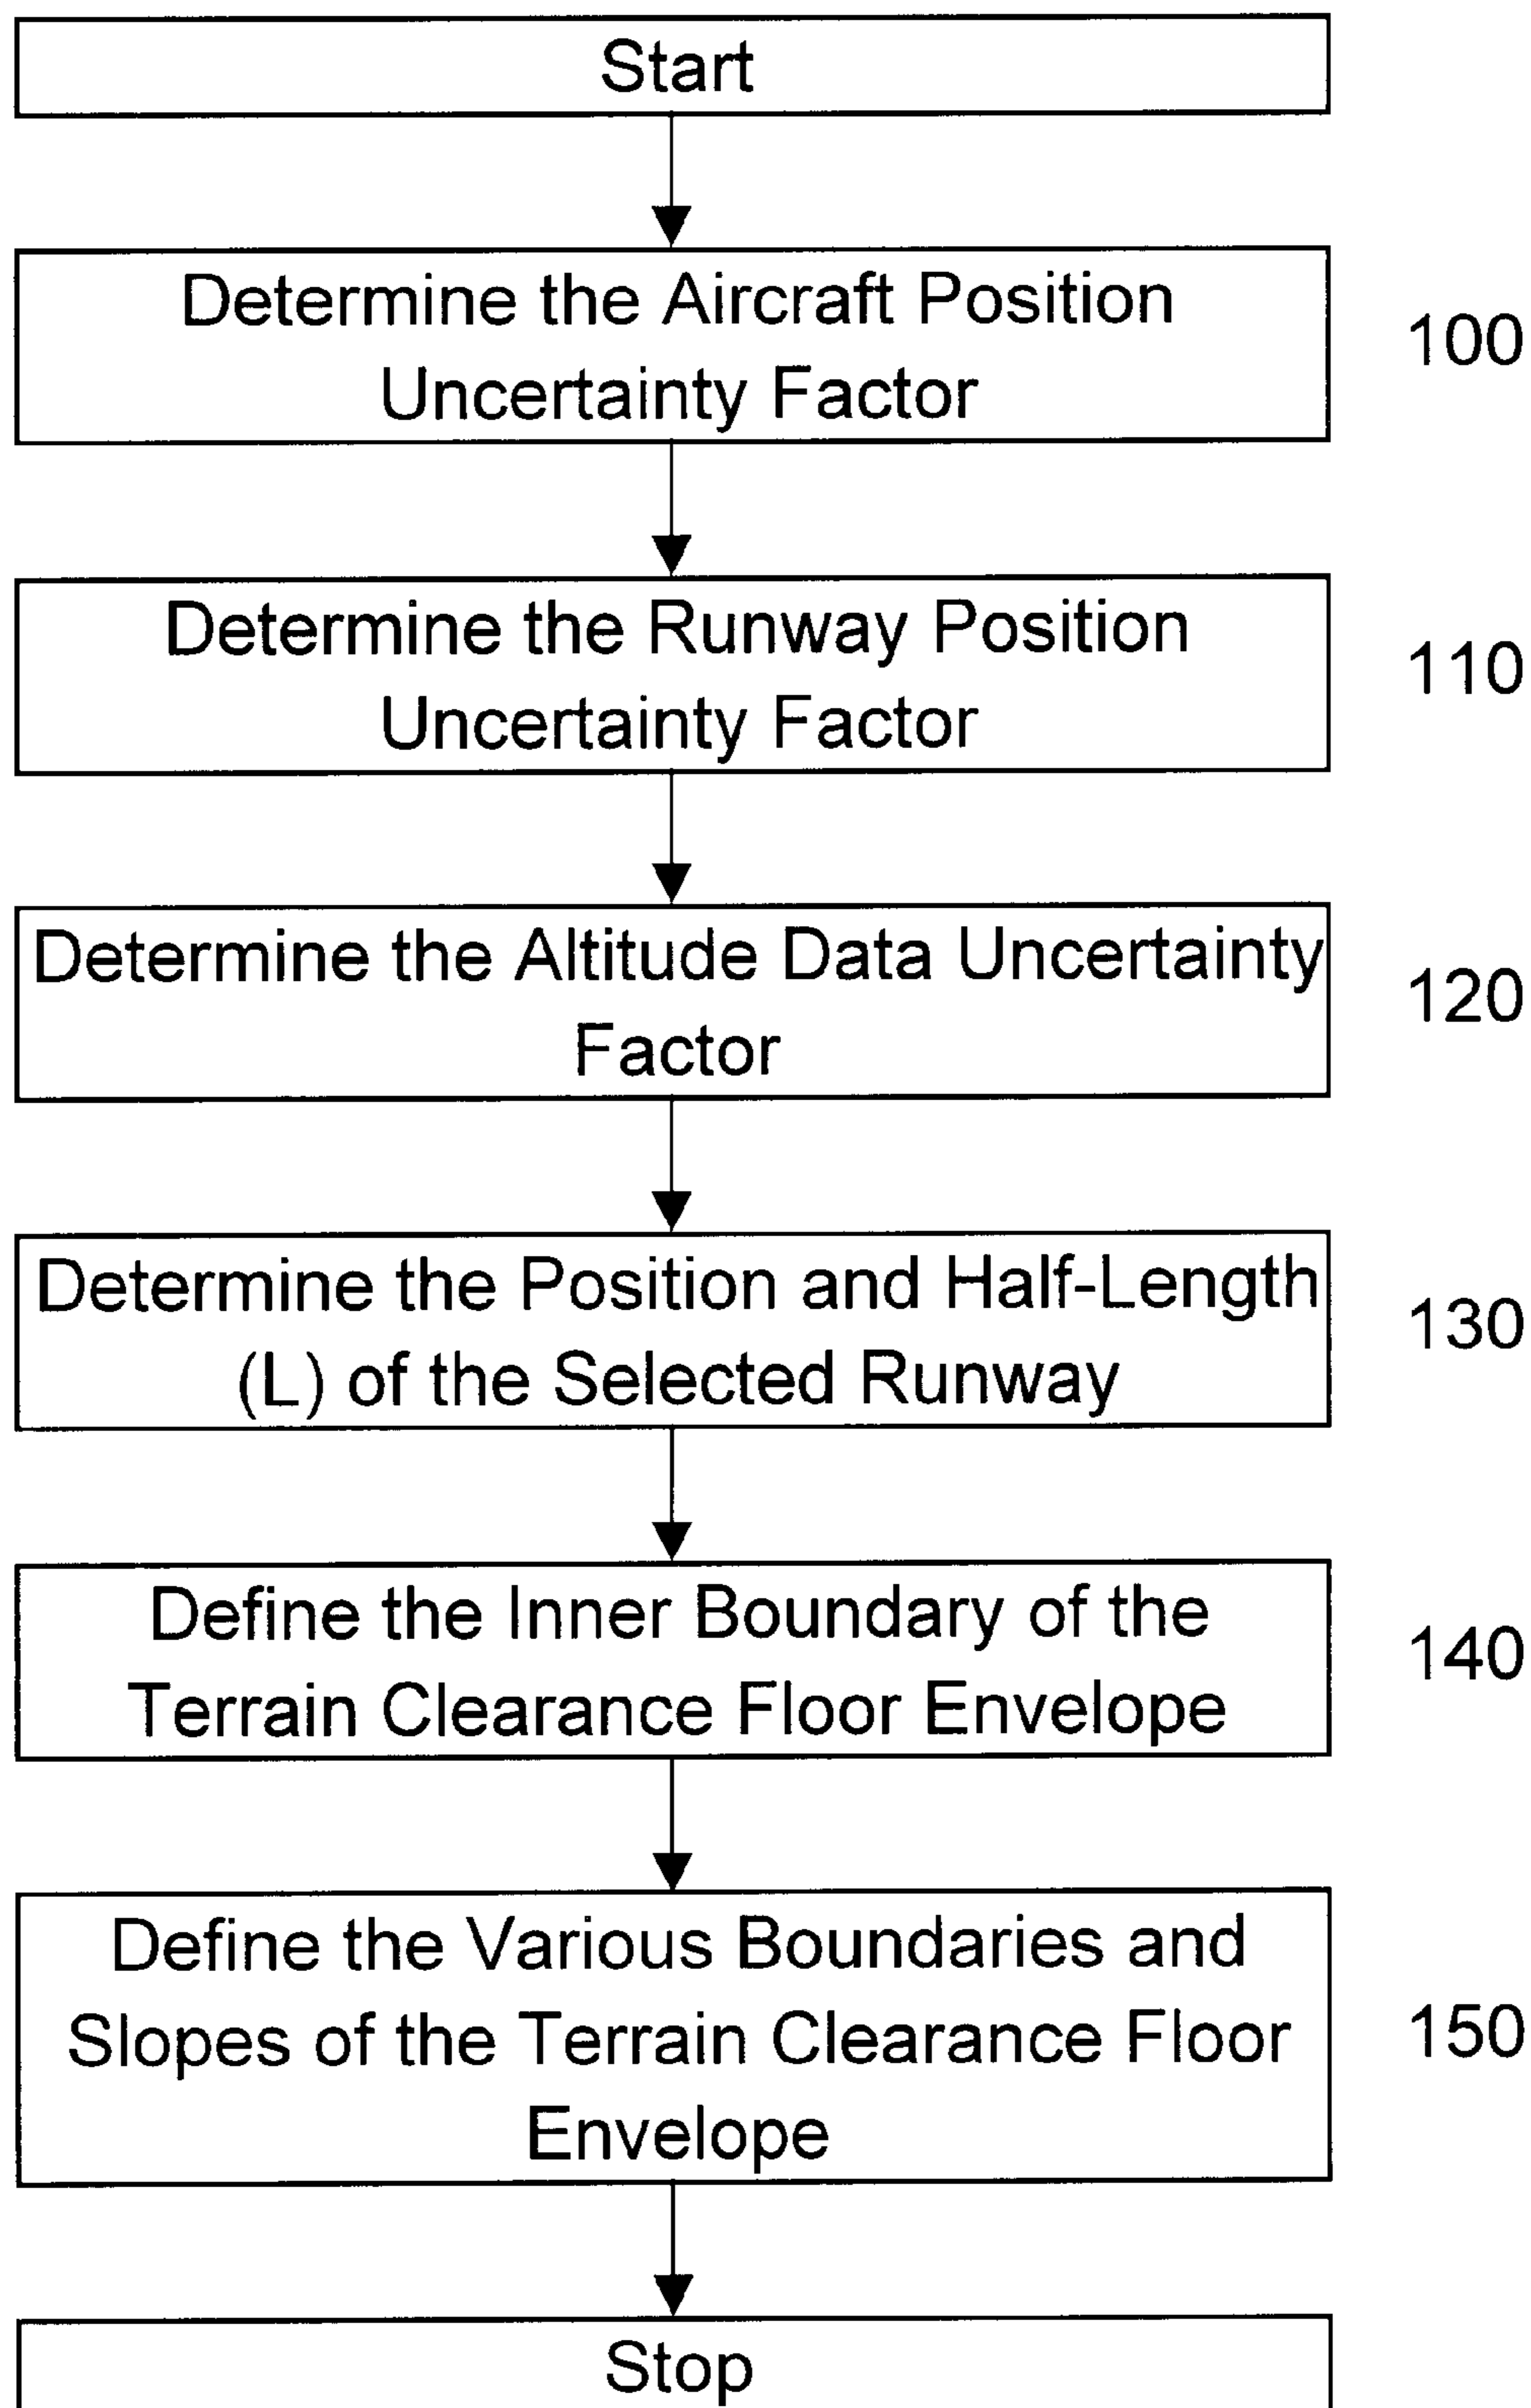 Start
Determine the Aircraft Position
Uncertainty Factor
100
Determine the Runway Position
Uncertainty Factor
110
Determine the Altitude Data Uncertainty
Factor
120
Determine the Position and Half-Length
(L) of the Selected Runway
130
Define the Inner Boundary of the
Terrain Clearance Floor Envelope
140
Define the Various Boundaries and
Slopes of the Terrain Clearance Floor
Envelope
150
Stop